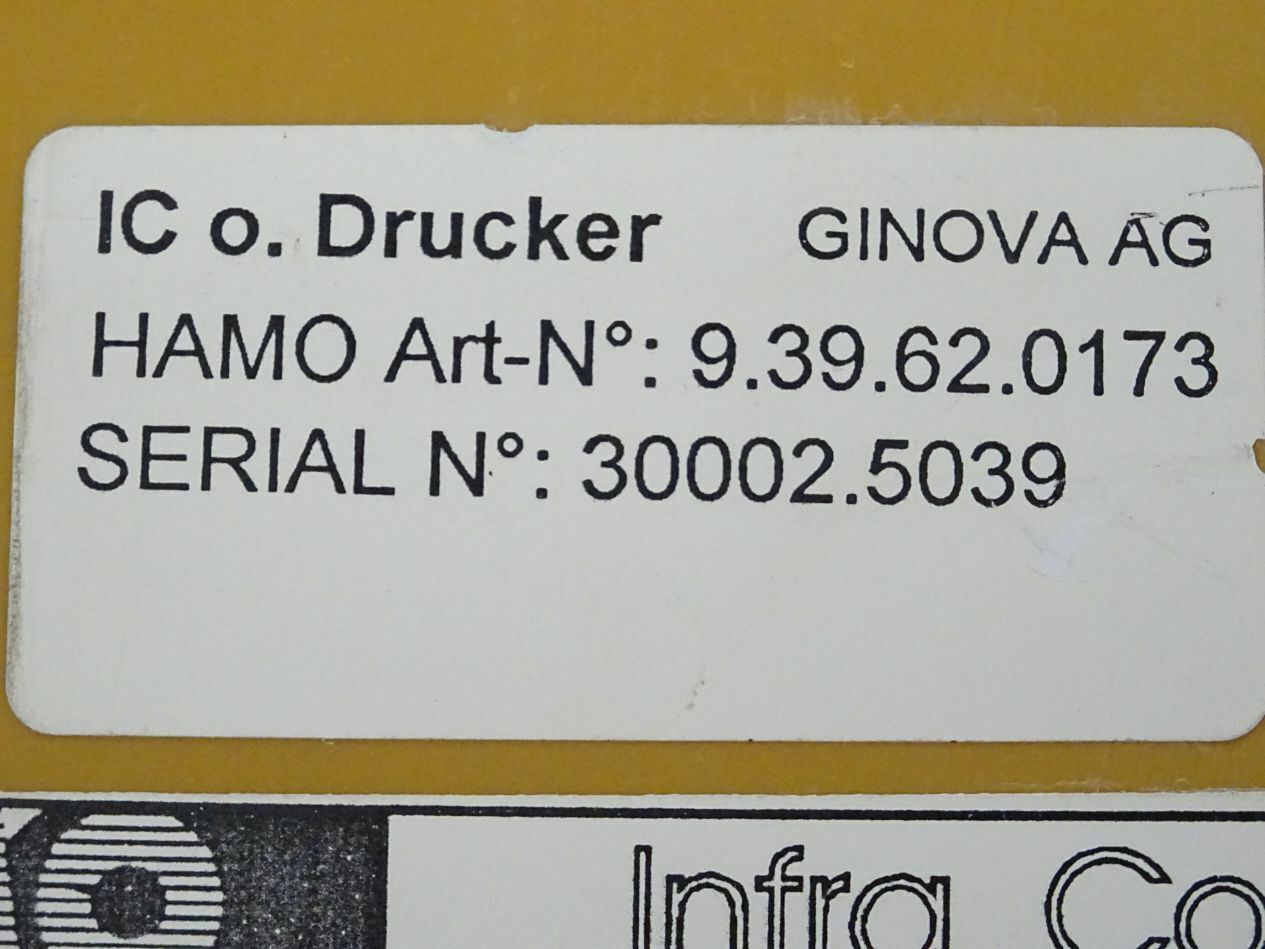 IC o. Drucker GINOVA AG
HAMO Art-N°: 9.39.62.0173
SERIAL N°: 30002.5039
Infra Co